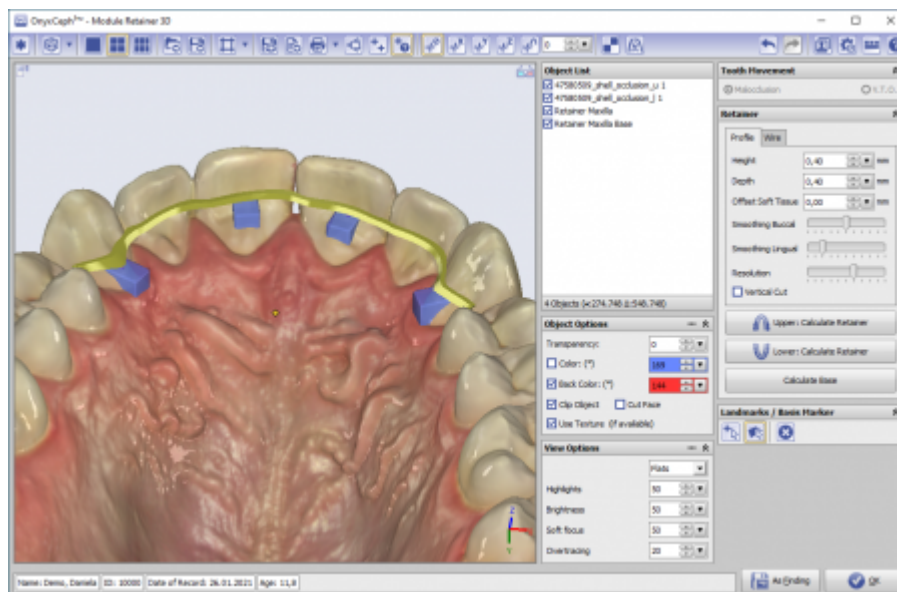 OnyxCeph³™ - Module Retainer 3D
0
Object List
47580509_shell_occlusion_u 1
47580509_shell_occlusion_l 1
Retainer Maxilla
Retainer Maxilla Base
Object Options
Transparency: 0
Color: (*) 169
Back Color: (*) 144
Clip Object Cut Face
Use Texture (if available)
View Options
Flats
Highlights 50
Brightness 50
Soft focus 50
Overtracing 20
Tooth Movement
Malocclusion V.T.O.
Retainer
Profile Wire
Height 0,40 mm
Depth 0,40 mm
Offset Soft Tissue 0,00 mm
Smoothing Buccal
Smoothing Lingual
Resolution
Vertical Cut
Upper: Calculate Retainer
Lower: Calculate Retainer
Calculate Base
Landmarks / Basis Marker
Z
Y
Name: Demo, Daniela ID: 10000 Date of Record: 26.01.2021 Age: 11,8
As Finding OK